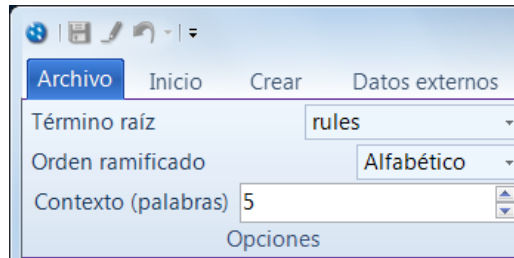 Archivo Inicio Crear Datos externos
Término raíz rules
Orden ramificado Alfabético
Contexto (palabras) 5
Opciones